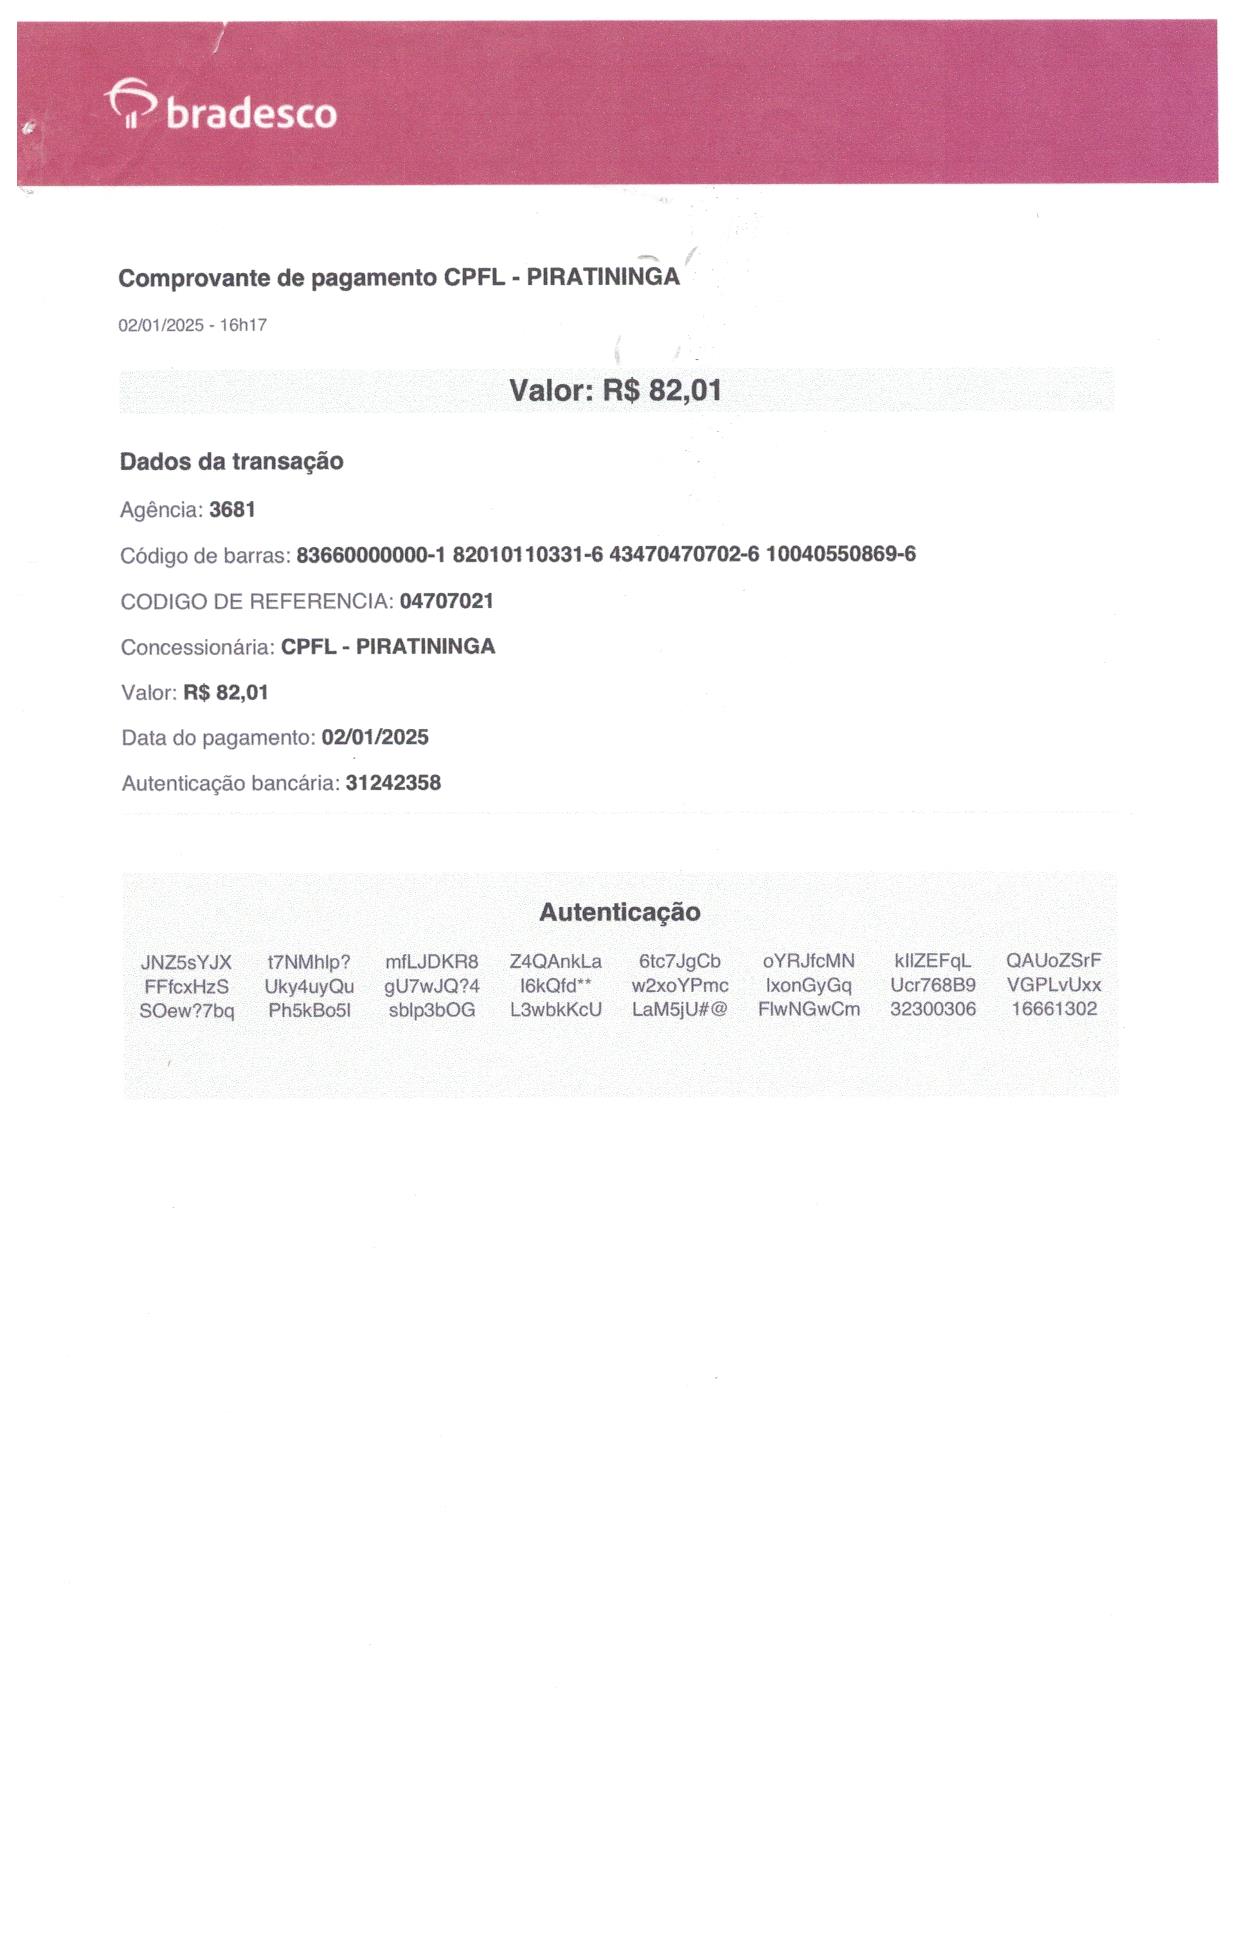 bradesco
Comprovante de pagamento CPFL - PIRATININGA
02/01/2025 - 16h17
Valor: R$ 82,01
Dados da transação
Agência: 3681
Código de barras: 83660000000-1 82010110331-6 43470470702-6 10040550869-6
CODIGO DE REFERENCIA: 04707021
Concessionária: CPFL - PIRATININGA
Valor: R$ 82,01
Data do pagamento: 02/01/2025
Autenticação bancária: 31242358
Autenticação
JNZ5sYJX t7NMhlp? mfLJDKR8 Z4QAnkLa 6tc7JgCb oYRJfcMN kIlZEFqL QAUoZSrF
FFfcxHzS Uky4uyQu gU7wJQ?4 I6kQfd** w2xoYPmc lxonGyGq Ucr768B9 VGPLvUxx
SOew?7bq Ph5kBo5l sblp3bOG L3wbkKcU LaM5jU#@ FlwNGwCm 32300306 16661302